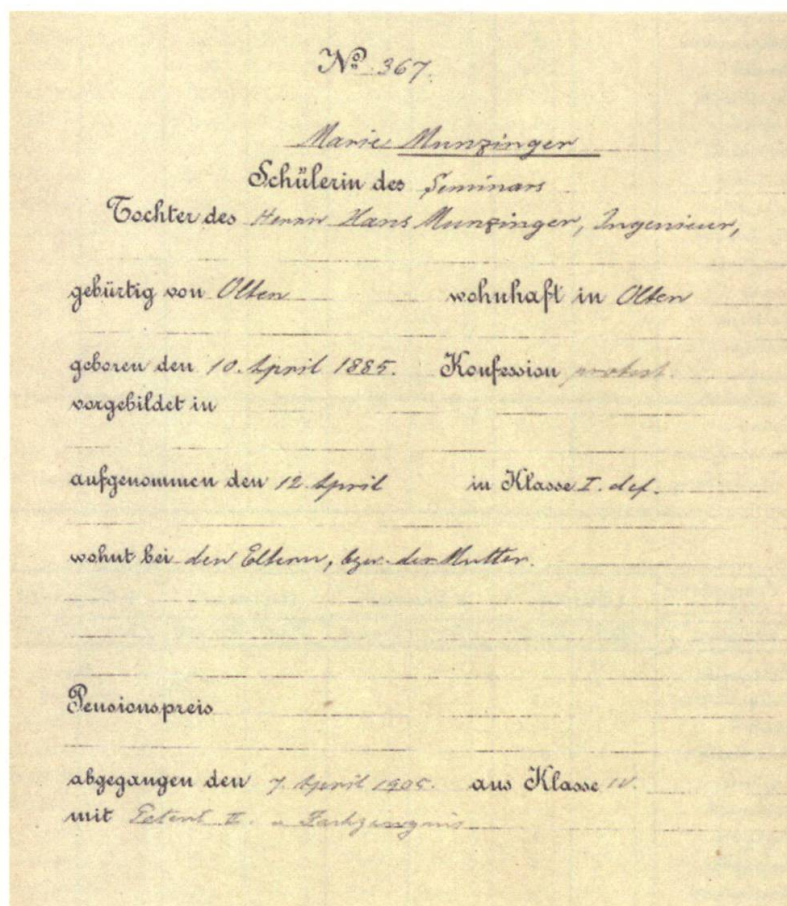 No 367.
Marie Munzinger
Schülerin des Seminars
Tochter des Herrn Hans Munzinger, Ingenieur,
gebürtig von Olten wohnhaft in Olten
geboren den 10. April 1885. Konfession protest.
vorgebildet in
aufgenommen den 12. April in Klasse I. def.
wohnt bei den Eltern, bzw. der Mutter.
Pensionspreis
abgegangen den 7. April 1905. aus Klasse IV.
mit Patent II. u. Fachzeugnis